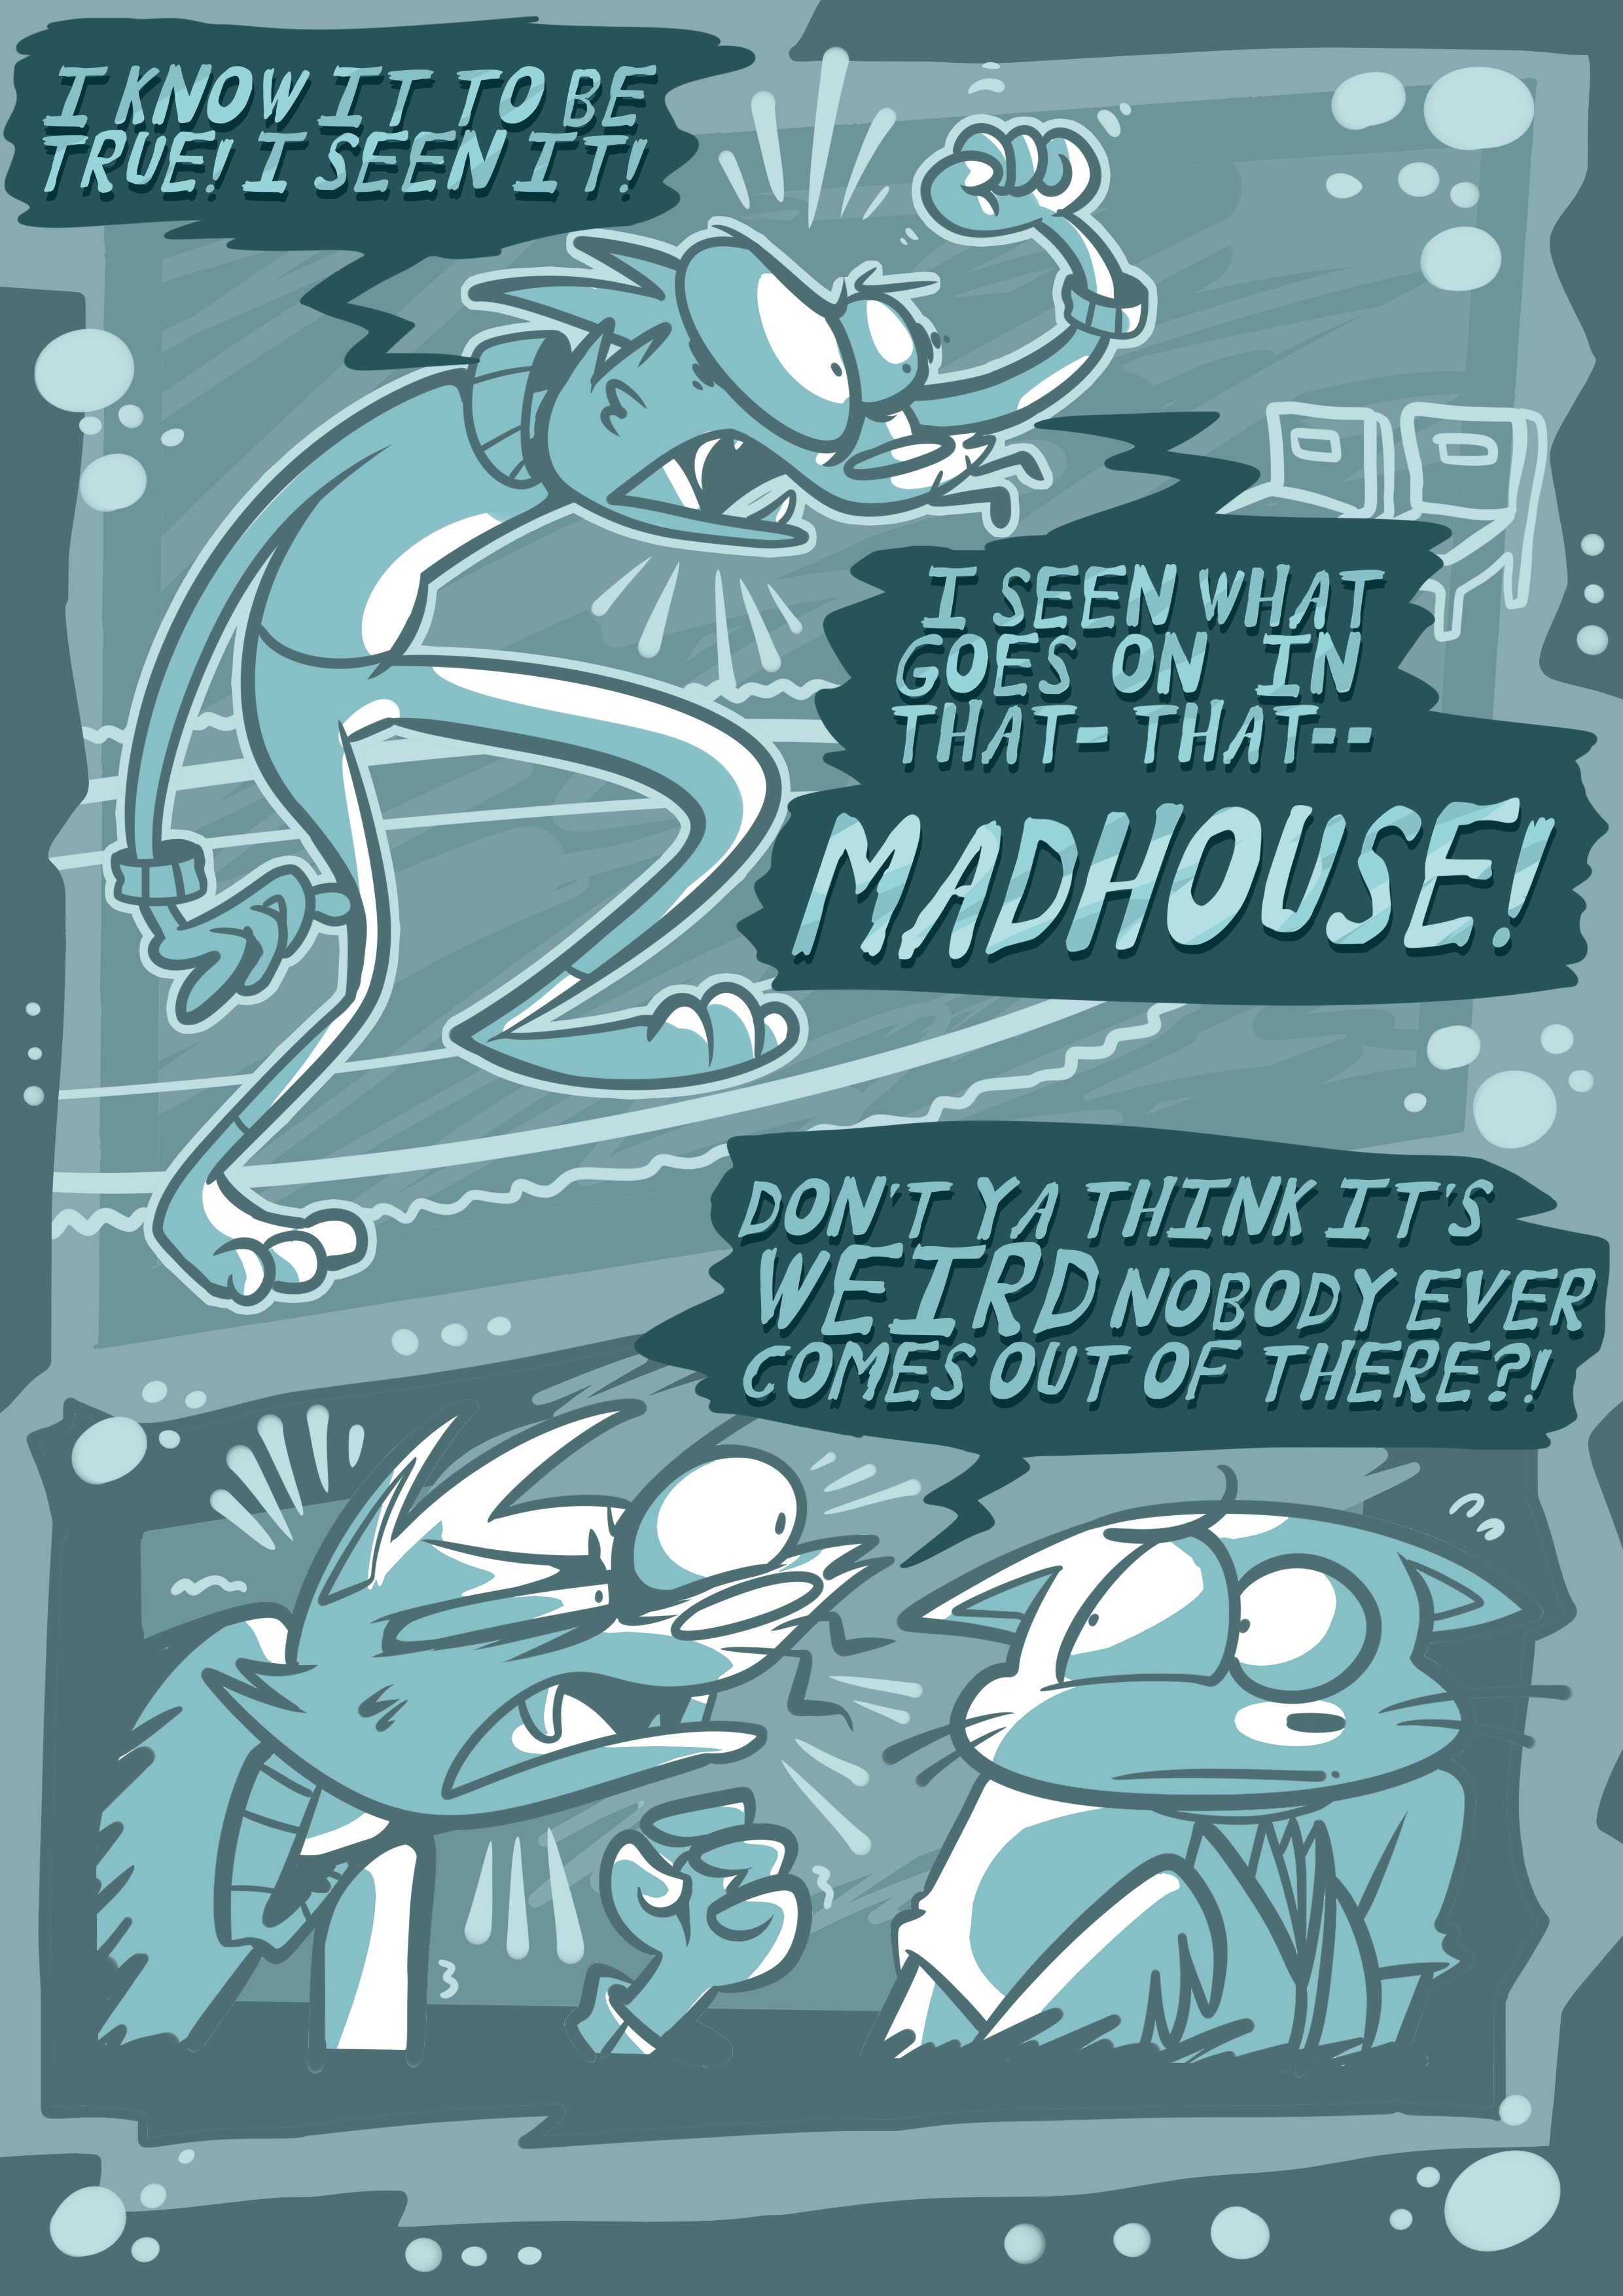 I KNOW IT TO BE
TRUE! I SEEN IT!
I SEEN WHAT
GOES ON IN
THAT- THAT--
MADHOUSE!
DON'T YA THINK IT'S
WEIRD NOBODY EVER
COMES OUT OF THERE?!